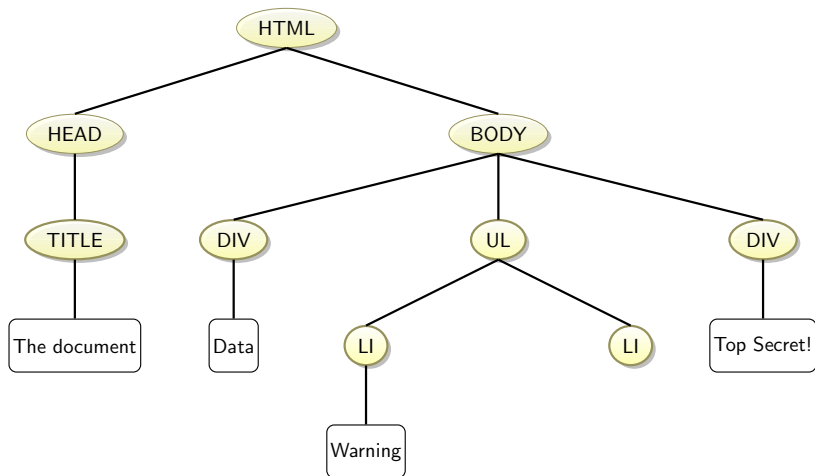 HTML
HEAD
BODY
TITLE
DIV
UL
DIV
The document
Data
LI
LI
Top Secret!
Warning